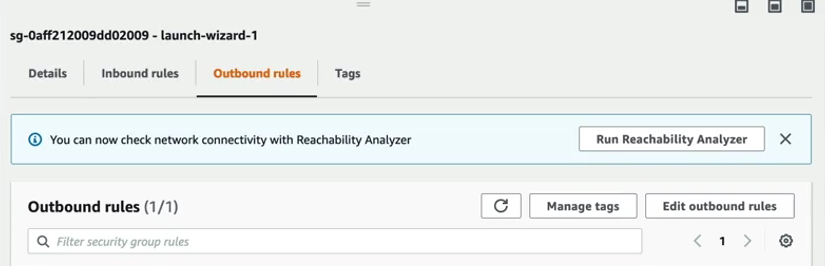 sg-0aff212009dd02009 - launch-wizard-1
Details Inbound rules Outbound rules Tags
You can now check network connectivity with Reachability Analyzer Run Reachability Analyzer
Outbound rules (1/1) Manage tags Edit outbound rules
Filter security group rules 1